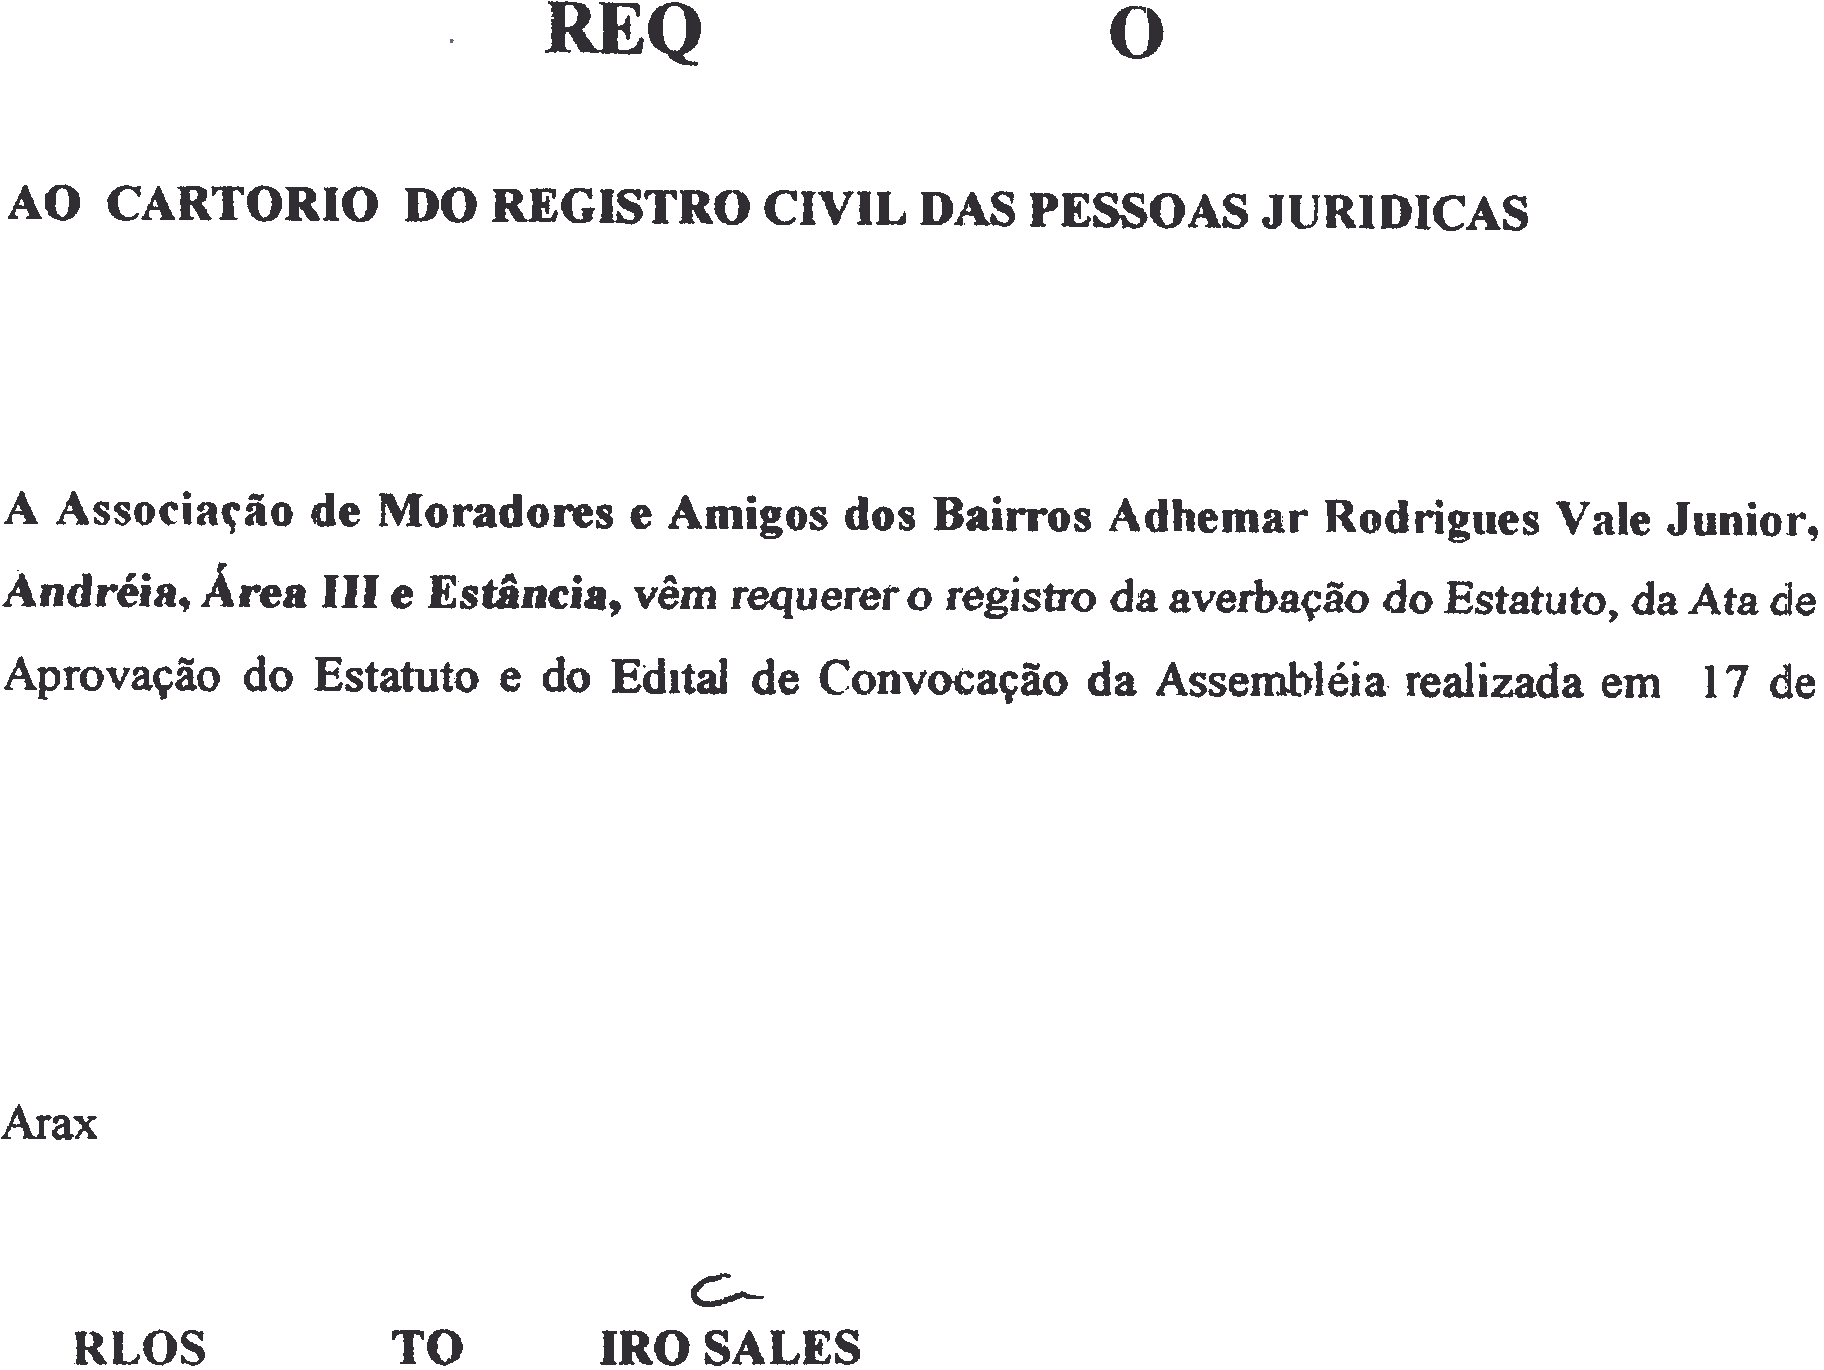 REQ O
AO CARTORIO DO REGISTRO CIVIL DAS PESSOAS JURIDICAS
A Associação de Moradores e Amigos dos Bairros Adhemar Rodrigues Vale Junior,
Andréia, Área III e Estância, vêm requerer o registro da averbação do Estatuto, da Ata de
Aprovação do Estatuto e do Edital de Convocação da Assembléia realizada em 17 de
Arax
RLOS TO IRO SALES